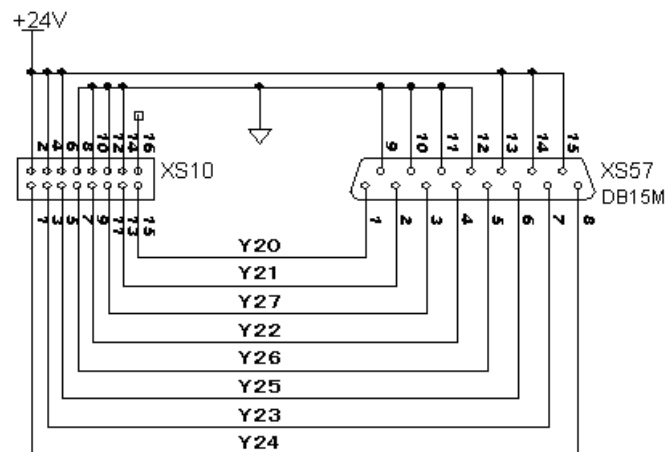 +24V
2 4 6 8 10 12 14 16
9 10 11 12 13 14 15
XS10
XS57
DB15M
1 3 5 7 9 11 13 15
1 2 3 4 5 6 7 8
Y20
Y21
Y27
Y22
Y26
Y25
Y23
Y24